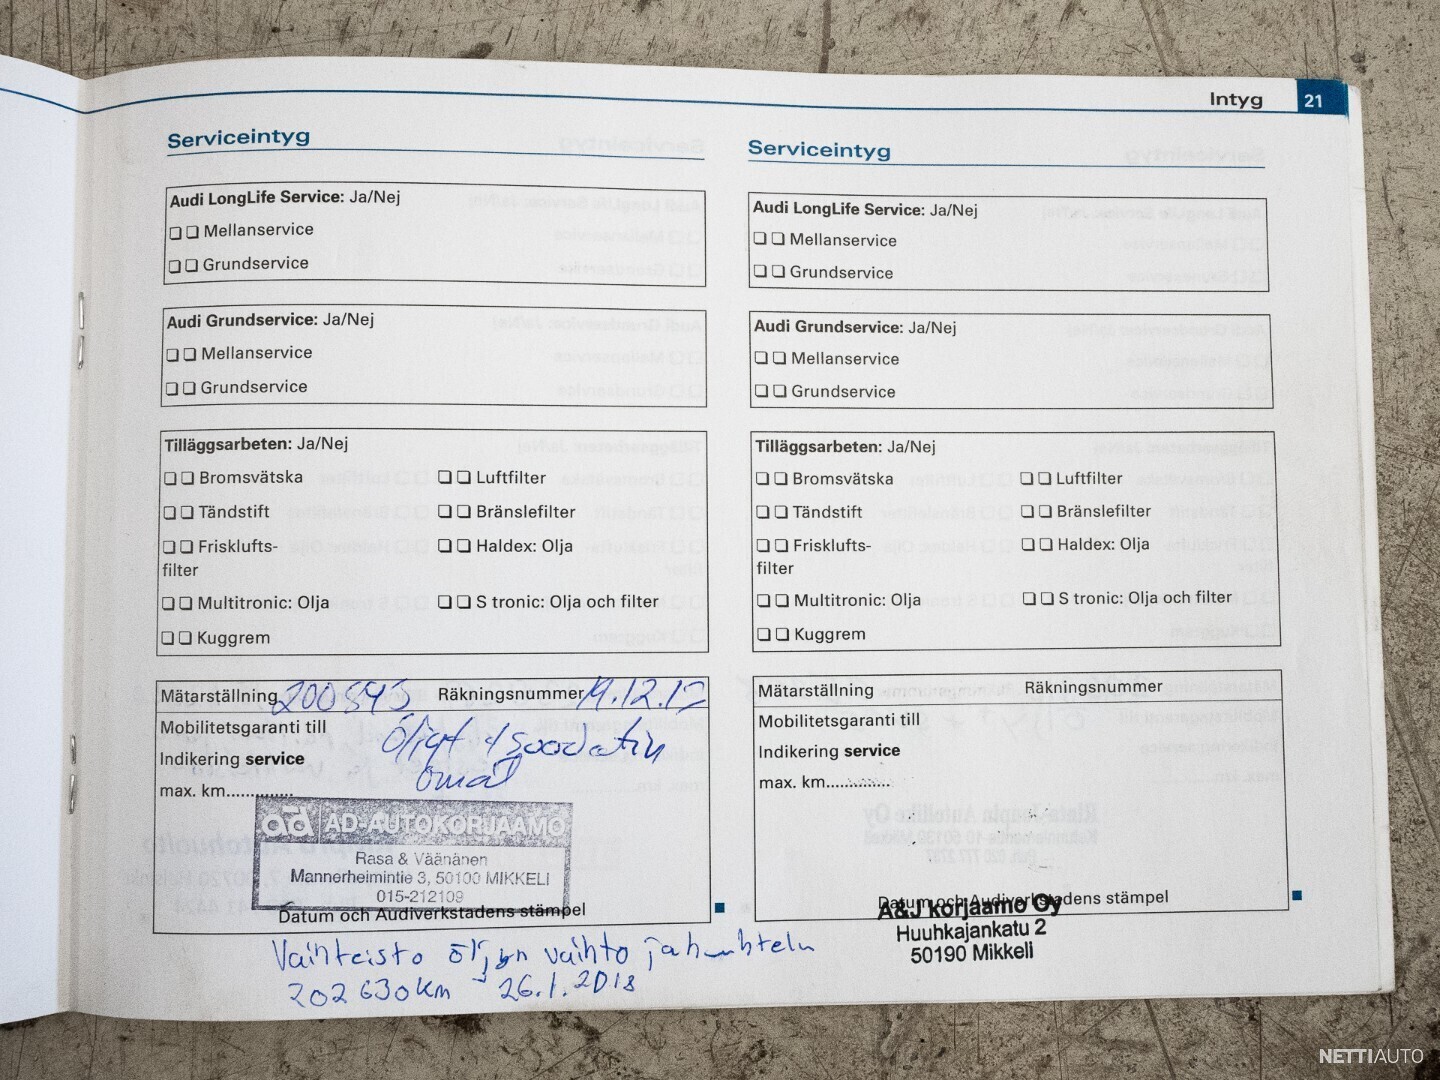 Intyg 21
Serviceintyg
Audi LongLife Service: Ja/Nej
Mellanservice
Grundservice
Audi Grundservice: Ja/Nej
Mellanservice
Grundservice
Tilläggsarbeten: Ja/Nej
Bromsvätska Luftfilter
Tändstift Bränslefilter
Friskluftsfilter Haldex: Olja
Multitronic: Olja S tronic: Olja och filter
Kuggrem
Mätarställning 200593 Räkningsnummer 19.12.17
Mobilitetsgaranti till
Öljyt
Indikering service
omat
max. km..............
ad AD-AUTOKORJAAMO
Rasa & Väänänen
Mannerheimintie 3, 50100 MIKKELI
015-212109
Datum och Audiverkstadens stämpel
Vaihteisto öljyn vaihto ja huuhtelu
202 630 km 26.1.2018
Serviceintyg
Audi LongLife Service: Ja/Nej
Mellanservice
Grundservice
Audi Grundservice: Ja/Nej
Mellanservice
Grundservice
Tilläggsarbeten: Ja/Nej
Bromsvätska Luftfilter
Tändstift Bränslefilter
Friskluftsfilter Haldex: Olja
Multitronic: Olja S tronic: Olja och filter
Kuggrem
Mätarställning Räkningsnummer
Mobilitetsgaranti till
Indikering service
max. km..............
Datum och Audiverkstadens stämpel
A&J korjaamo Oy
Huuhkajankatu 2
50190 Mikkeli
NETTIAUTO